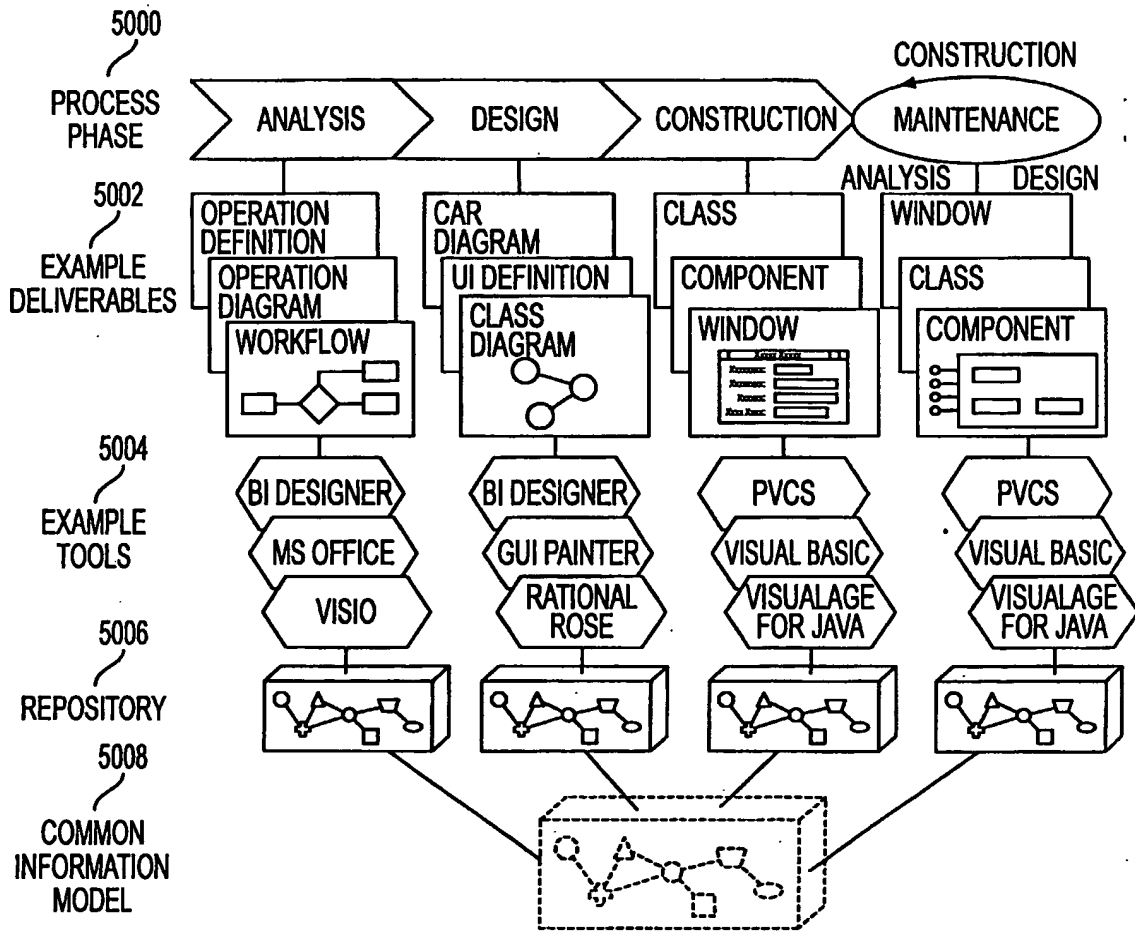 5000
PROCESS
PHASE
ANALYSIS
DESIGN
CONSTRUCTION
CONSTRUCTION
MAINTENANCE
ANALYSIS
DESIGN
5002
EXAMPLE
DELIVERABLES
OPERATION
DEFINITION
OPERATION
DIAGRAM
WORKFLOW
CAR
DIAGRAM
UI DEFINITION
CLASS
DIAGRAM
CLASS
COMPONENT
WINDOW
WINDOW
CLASS
COMPONENT
5004
EXAMPLE
TOOLS
BI DESIGNER
MS OFFICE
VISIO
BI DESIGNER
GUI PAINTER
RATIONAL
ROSE
PVCS
VISUAL BASIC
VISUALAGE
FOR JAVA
PVCS
VISUAL BASIC
VISUALAGE
FOR JAVA
5006
REPOSITORY
5008
COMMON
INFORMATION
MODEL